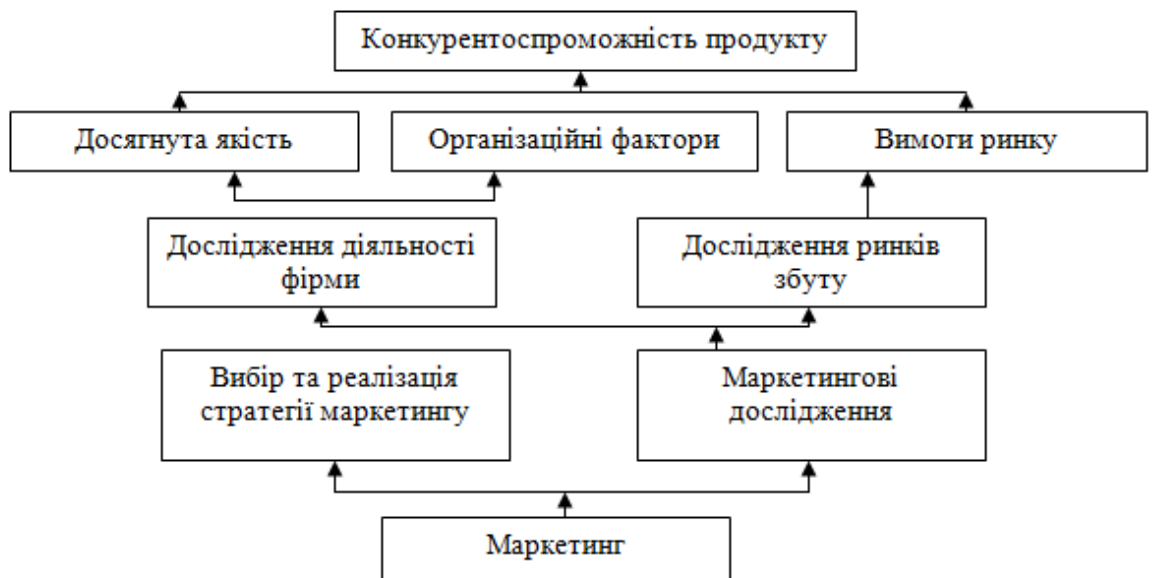 Конкурентоспроможність продукту
Досягнута якість
Організаційні фактори
Вимоги ринку
Дослідження діяльності
фірми
Дослідження ринків
збуту
Вибір та реалізація
стратегії маркетингу
Маркетингові
дослідження
Маркетинг